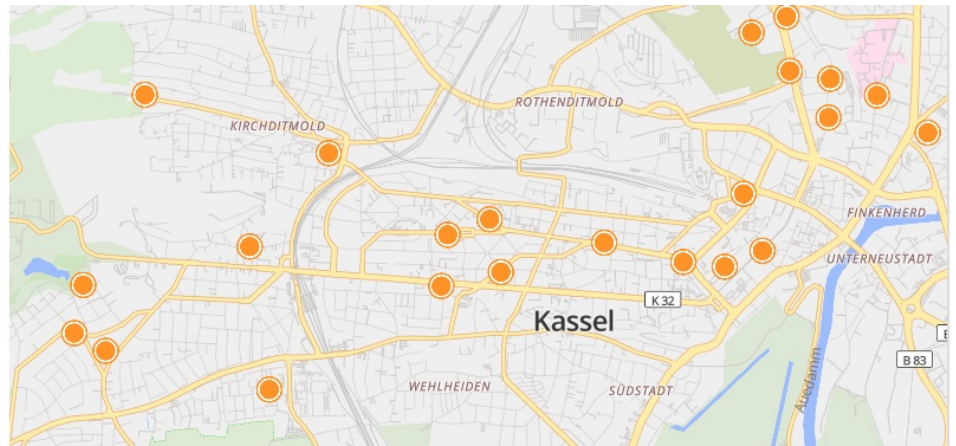 ROTHENDITMOLD
KIRCHDITMOLD
FINKENHERD
UNTERNEUSTADT
K 32
Kassel
B 83
WEHLHEIDEN
SÜDSTADT
Auedamm